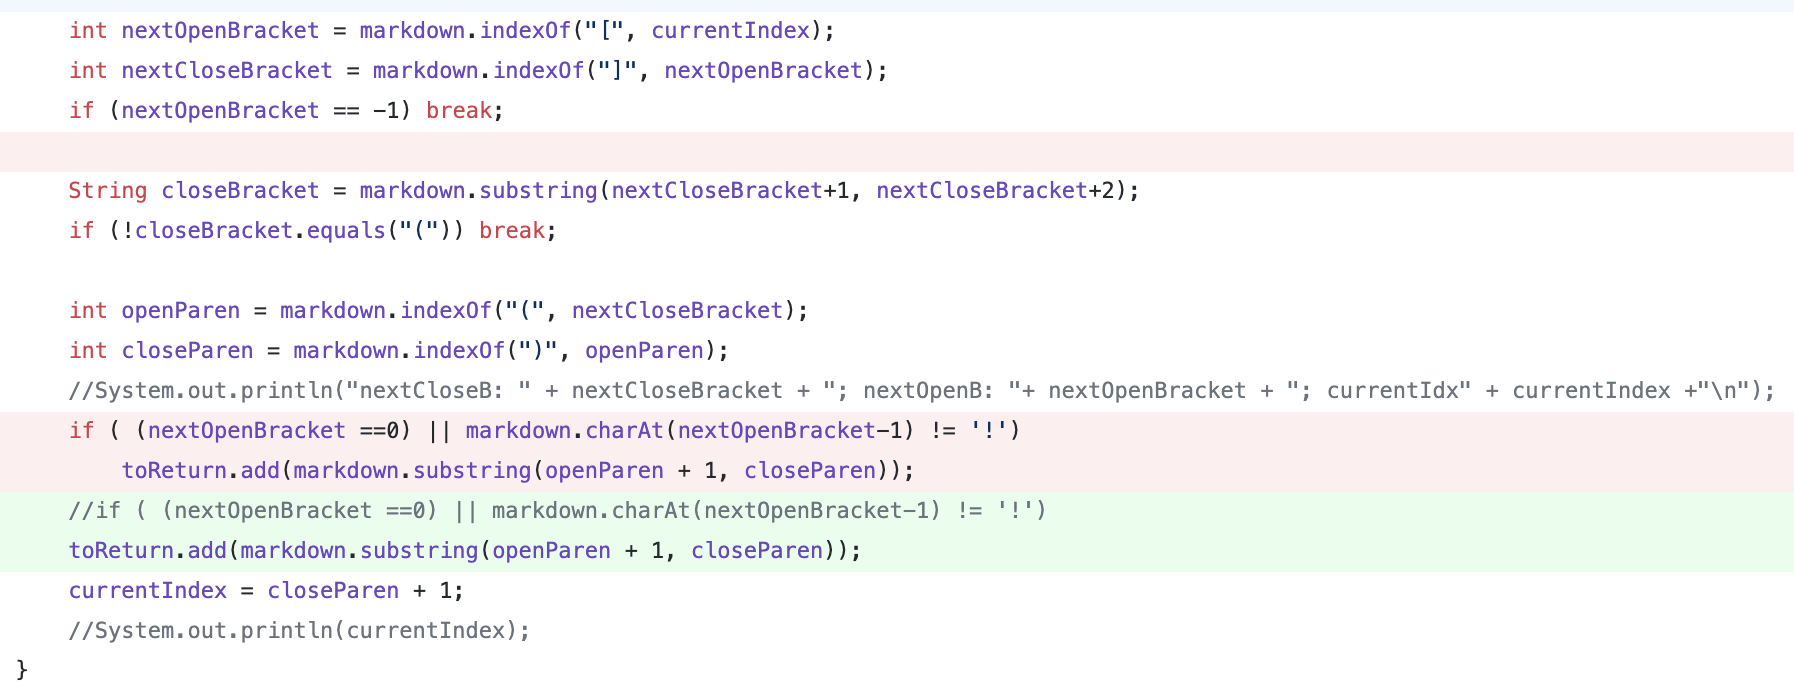 int nextOpenBracket = markdown.indexOf("[", currentIndex);
int nextCloseBracket = markdown.indexOf("]", nextOpenBracket);
if (nextOpenBracket == -1) break;
String closeBracket = markdown.substring(nextCloseBracket+1, nextCloseBracket+2);
if (!closeBracket.equals("(")) break;
int openParen = markdown.indexOf("(", nextCloseBracket);
int closeParen = markdown.indexOf(")", openParen);
//System.out.println("nextCloseB: " + nextCloseBracket + "; nextOpenB: "+ nextOpenBracket + "; currentIdx" + currentIndex +"\n");
if ( (nextOpenBracket ==0) || markdown.charAt(nextOpenBracket-1) != '!')
toReturn.add(markdown.substring(openParen + 1, closeParen));
//if ( (nextOpenBracket ==0) || markdown.charAt(nextOpenBracket-1) != '!')
toReturn.add(markdown.substring(openParen + 1, closeParen));
currentIndex = closeParen + 1;
//System.out.println(currentIndex);
}